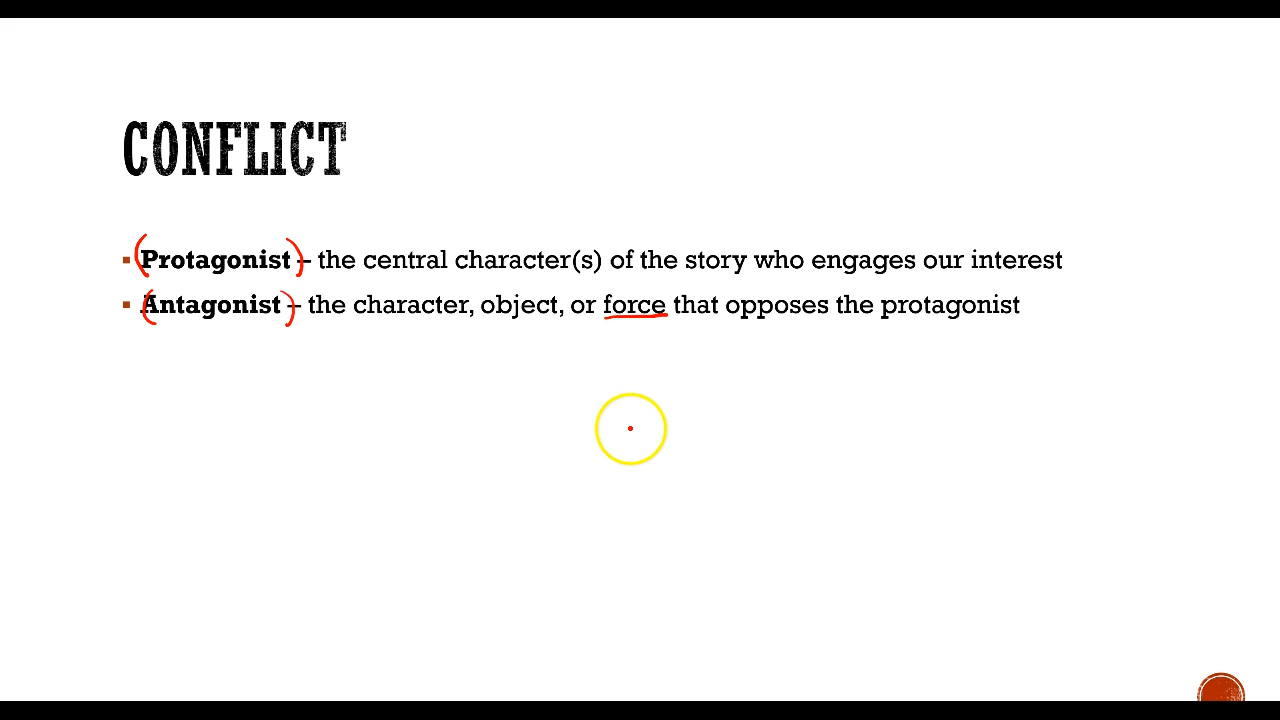 CONFLICT
Protagonist – the central character(s) of the story who engages our interest
Antagonist – the character, object, or force that opposes the protagonist